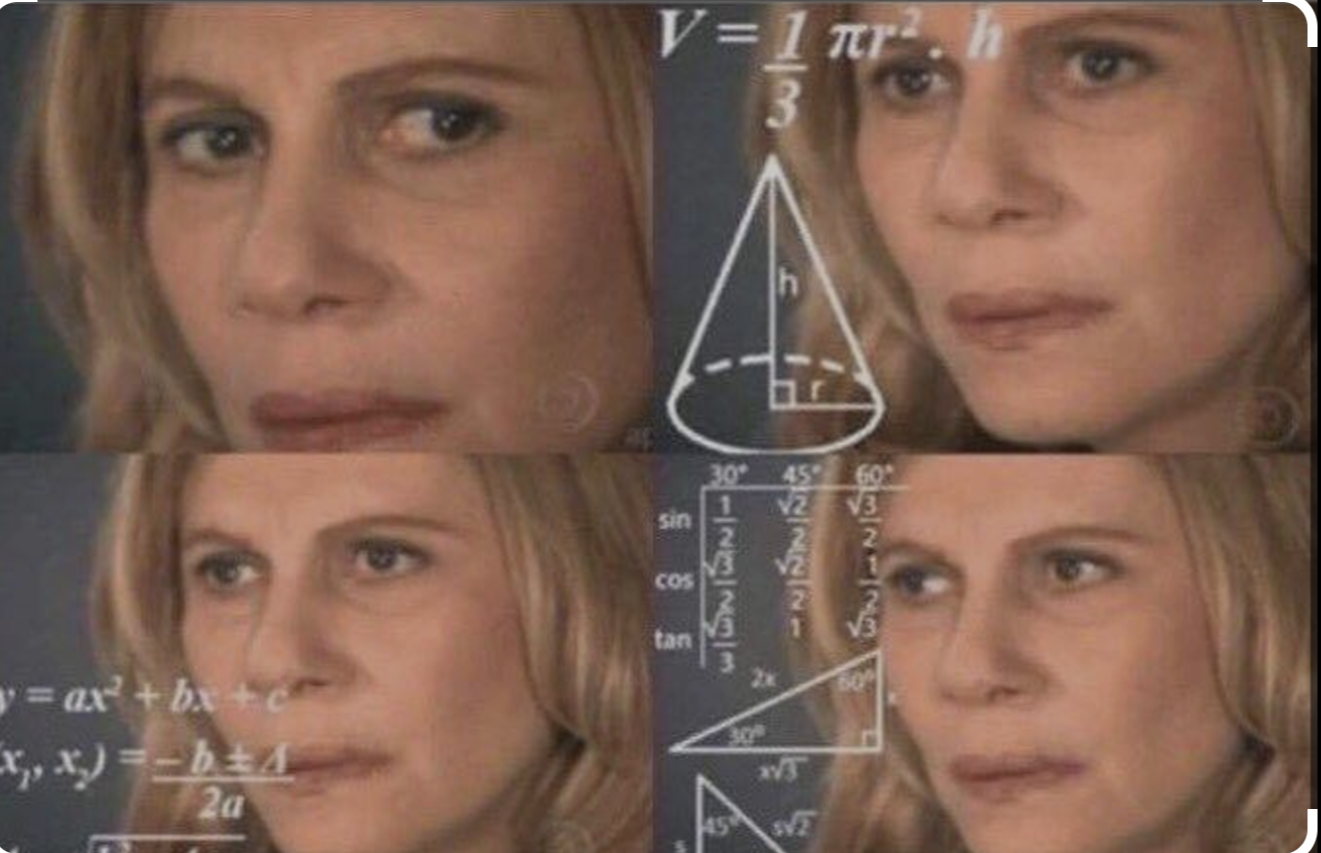 V = 1/3 πr² . h
h
r
y = ax² + bx + c
x₁, x₂) = -b ± Δ / 2a
30° 45° 60°
sin 1/2 √2/2 √3/2
cos √3/2 √2/2 1/2
tan √3/3 1 √3
2x
60°
30°
x√3
45°
s√2
s